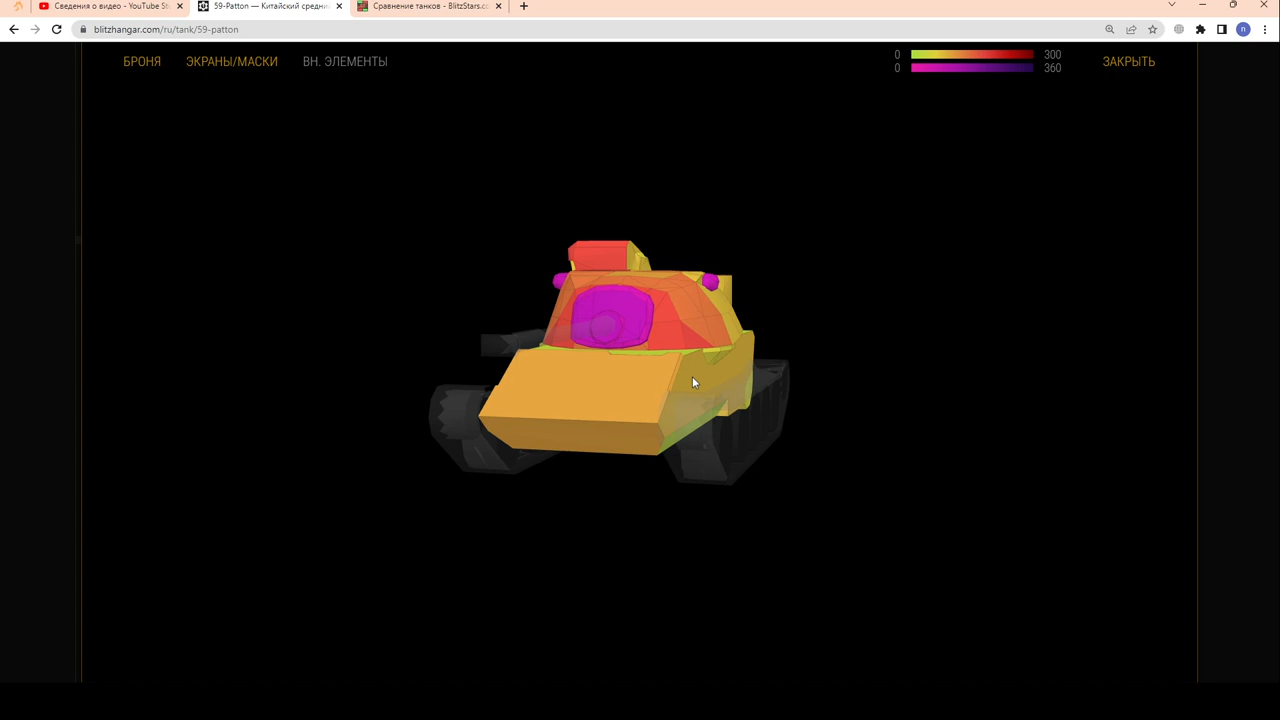 Сведения о видео - YouTube St
59-Patton — Китайский средни
Сравнение танков - BlitzStars.co
blitzhangar.com/ru/tank/59-patton
n
БРОНЯ ЭКРАНЫ/МАСКИ ВН. ЭЛЕМЕНТЫ 0 300 ЗАКРЫТЬ
0 360